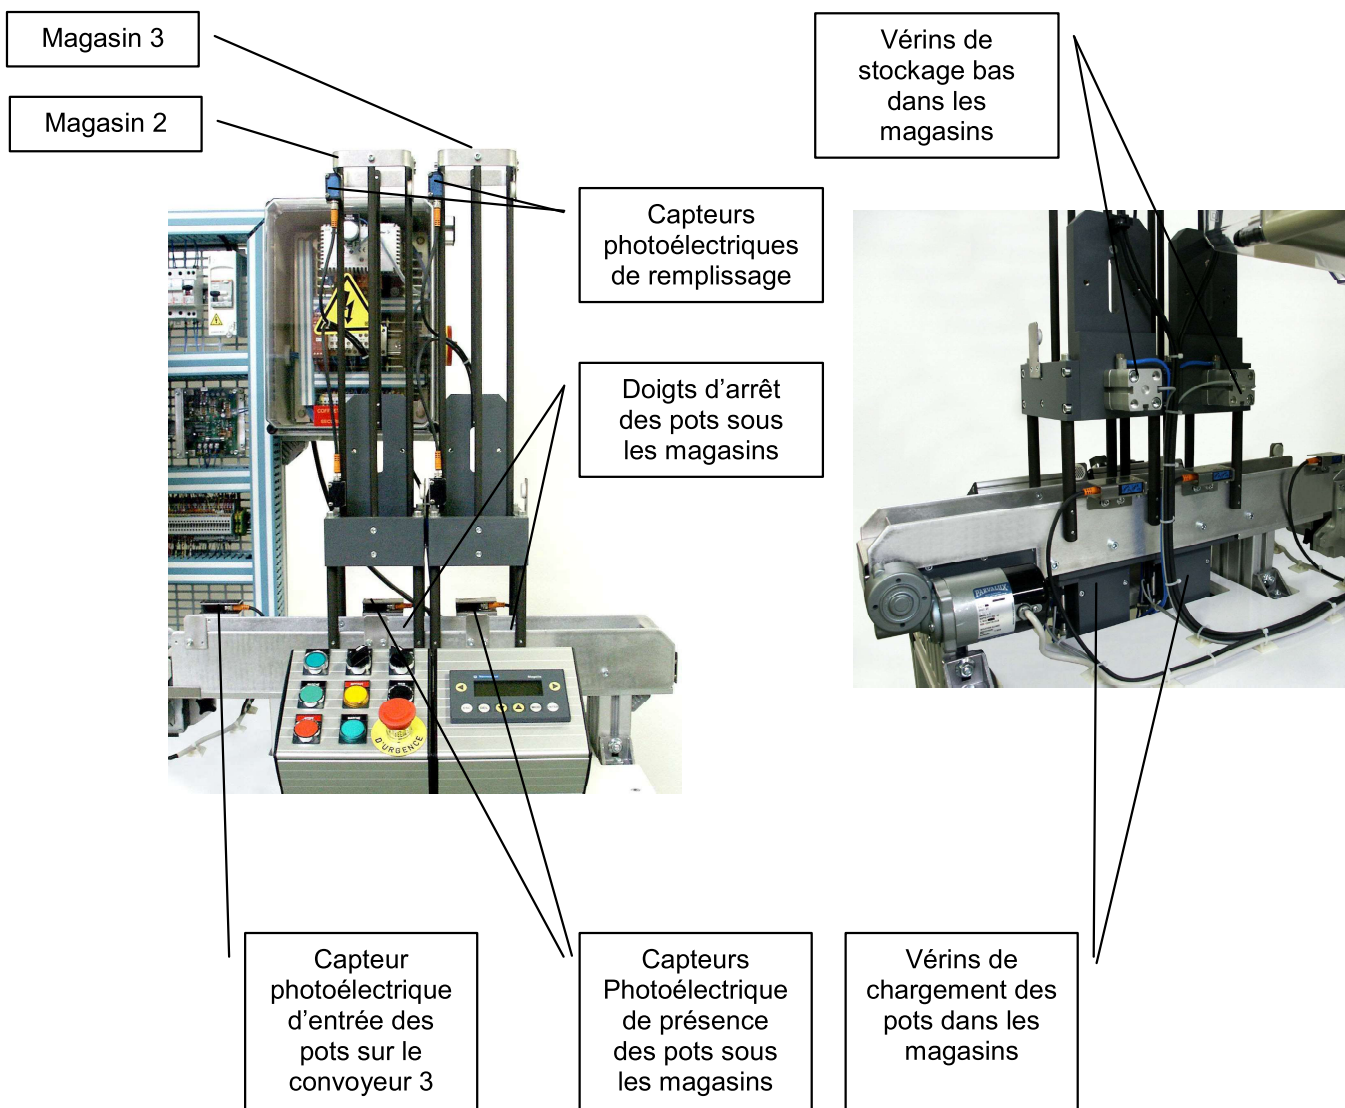 Magasin 3
Magasin 2
Vérins de
stockage bas
dans les
magasins
Capteurs
photoélectriques
de remplissage
Doigts d’arrêt
des pots sous
les magasins
D'URGENCE
PARVALUX
Capteur
photoélectrique
d’entrée des
pots sur le
convoyeur 3
Capteurs
Photoélectrique
de présence
des pots sous
les magasins
Vérins de
chargement des
pots dans les
magasins